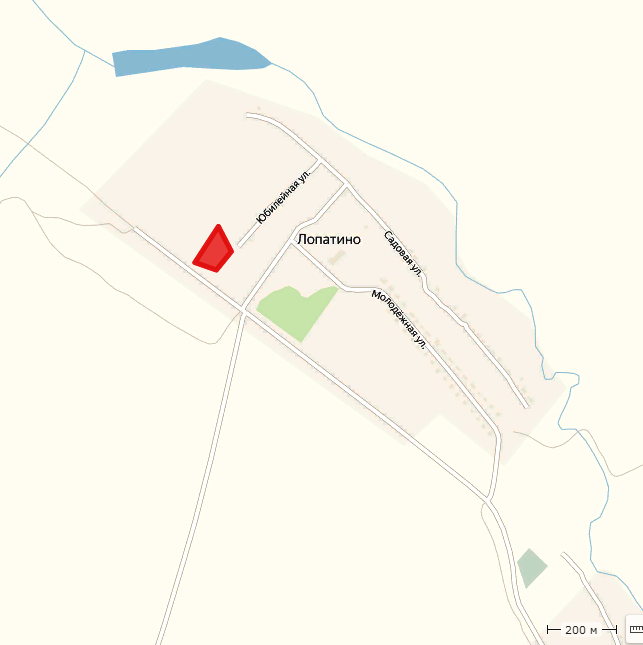 Юбилейная ул.
Лопатино
Садовая ул.
Молодёжная ул.
200 м